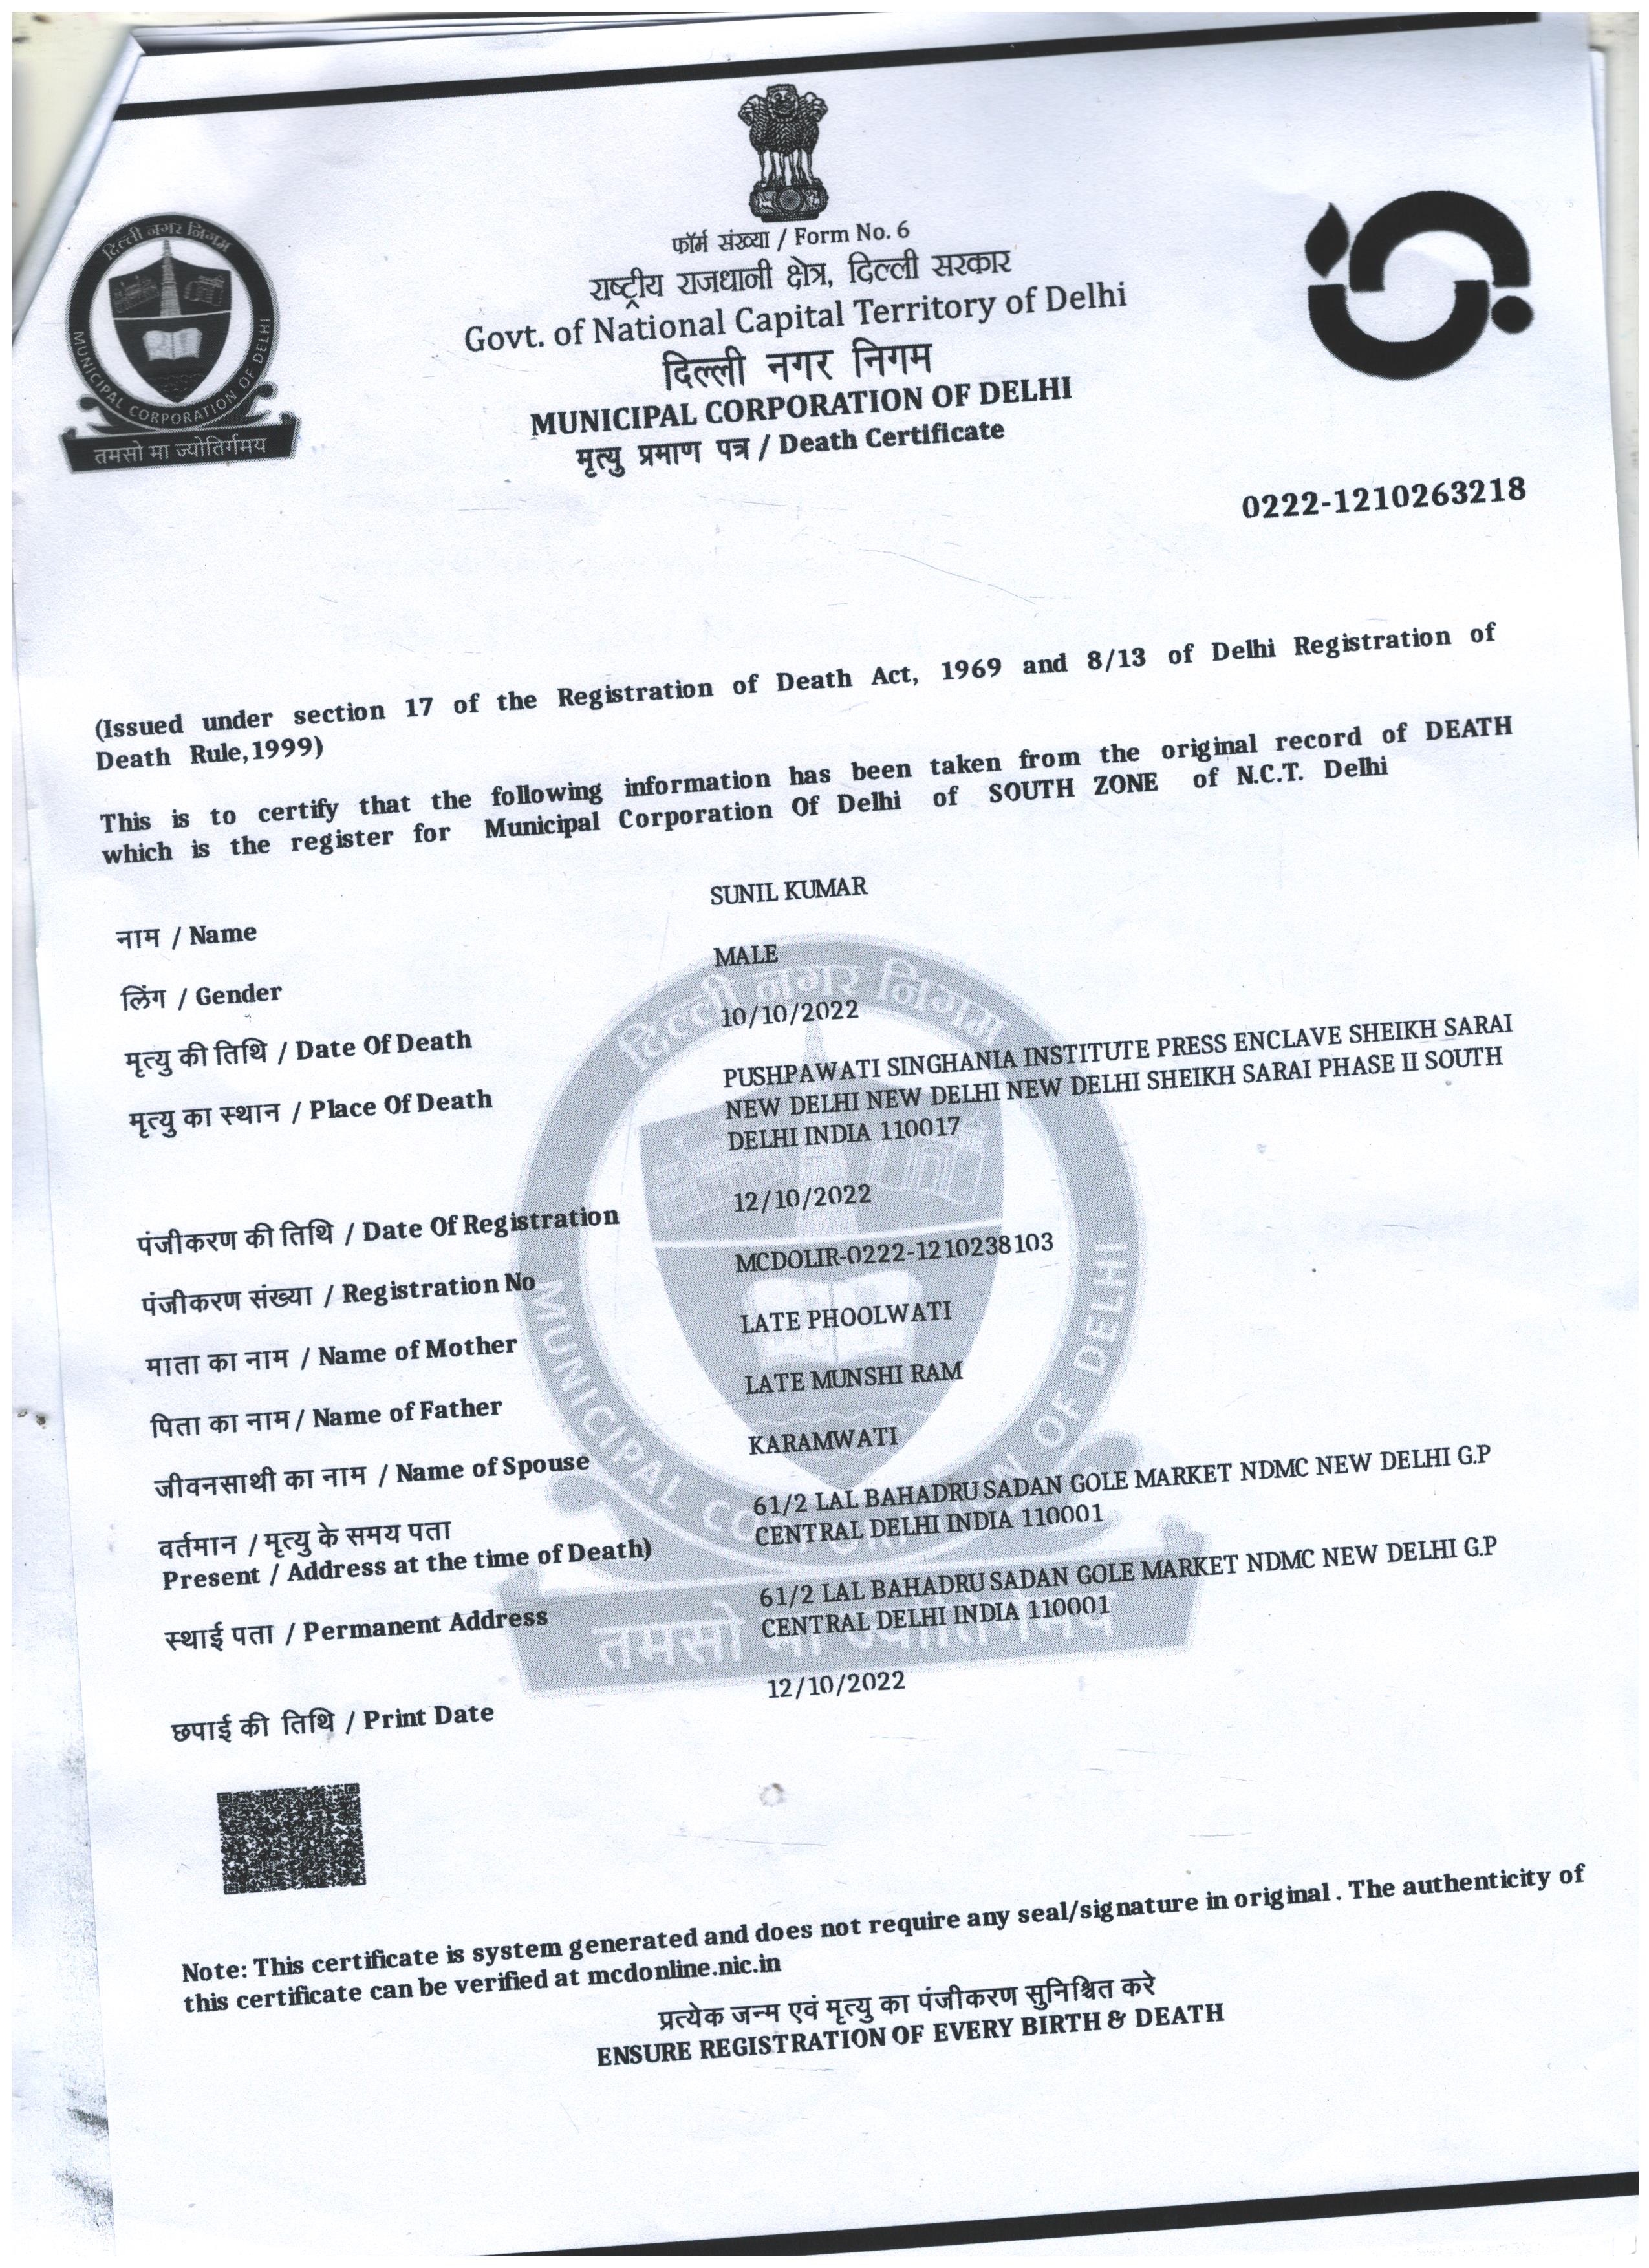 दिल्ली नगर निगम
MUNICIPAL CORPORATION OF DELHI
तमसो मा ज्योतिर्गमय
फॉर्म संख्या / Form No. 6
राष्ट्रीय राजधानी क्षेत्र, दिल्ली सरकार
Govt. of National Capital Territory of Delhi
दिल्ली नगर निगम
MUNICIPAL CORPORATION OF DELHI
मृत्यु प्रमाण पत्र / Death Certificate
0222-1210263218
(Issued under section 17 of the Registration of Death Act, 1969 and 8/13 of Delhi Registration of
Death Rule,1999)
This is to certify that the following information has been taken from the original record of DEATH
which is the register for Municipal Corporation Of Delhi of SOUTH ZONE of N.C.T. Delhi
नाम / Name SUNIL KUMAR
लिंग / Gender MALE
मृत्यु की तिथि / Date Of Death 10/10/2022
मृत्यु का स्थान / Place Of Death PUSHPAWATI SINGHANIA INSTITUTE PRESS ENCLAVE SHEIKH SARAI
NEW DELHI NEW DELHI NEW DELHI SHEIKH SARAI PHASE II SOUTH
DELHI INDIA 110017
पंजीकरण की तिथि / Date Of Registration 12/10/2022
पंजीकरण संख्या / Registration No MCDOLIR-0222-1210238103
माता का नाम / Name of Mother LATE PHOOLWATI
पिता का नाम / Name of Father LATE MUNSHI RAM
जीवनसाथी का नाम / Name of Spouse KARAMWATI
वर्तमान / मृत्यु के समय पता 61/2 LAL BAHADRU SADAN GOLE MARKET NDMC NEW DELHI G.P
Present / Address at the time of Death) CENTRAL DELHI INDIA 110001
स्थाई पता / Permanent Address 61/2 LAL BAHADRU SADAN GOLE MARKET NDMC NEW DELHI G.P
CENTRAL DELHI INDIA 110001
छपाई की तिथि / Print Date 12/10/2022
दिल्ली नगर निगम
MUNICIPAL CORPORATION OF DELHI
तमसो मा ज्योतिर्गमय
Note: This certificate is system generated and does not require any seal/signature in original . The authenticity of
this certificate can be verified at mcdonline.nic.in
प्रत्येक जन्म एवं मृत्यु का पंजीकरण सुनिश्चित करे
ENSURE REGISTRATION OF EVERY BIRTH & DEATH